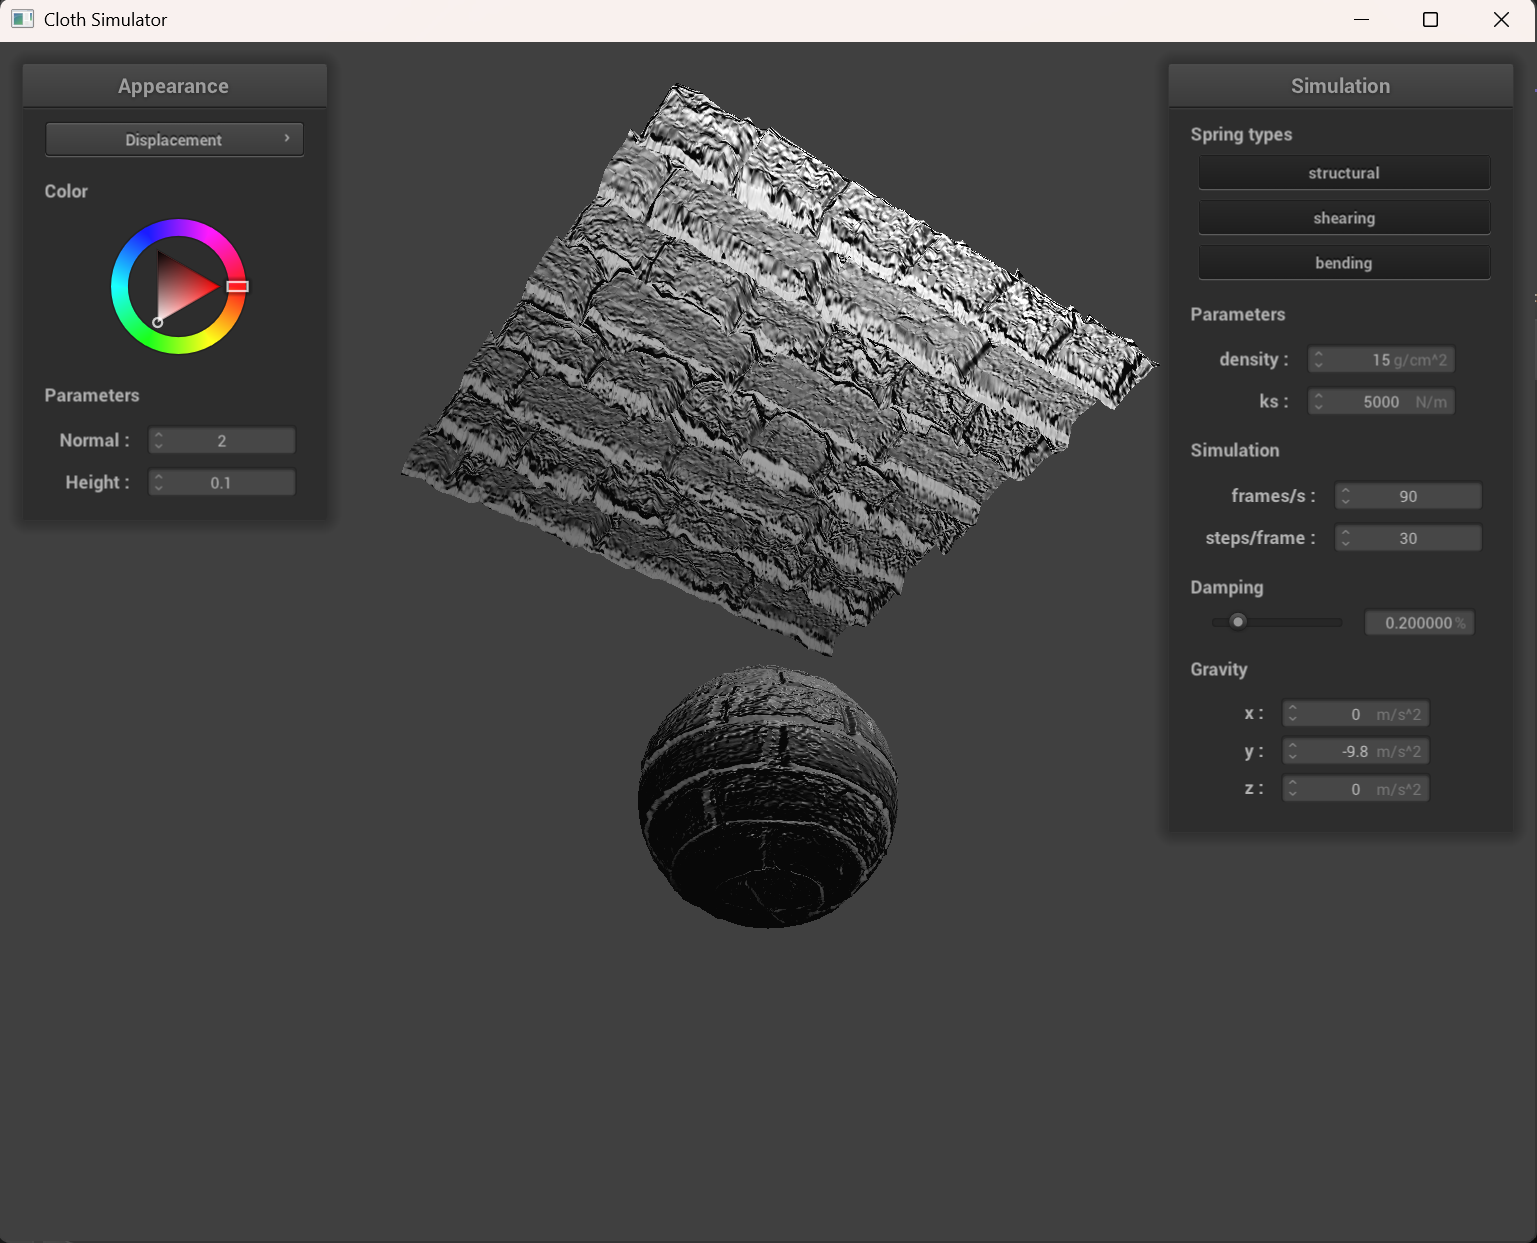 Cloth Simulator
Appearance
Displacement
Color
Parameters
Normal : 2
Height : 0.1
Simulation
Spring types
structural
shearing
bending
Parameters
density : 15 g/cm^2
ks : 5000 N/m
Simulation
frames/s : 90
steps/frame : 30
Damping
0.200000 %
Gravity
x : 0 m/s^2
y : -9.8 m/s^2
z : 0 m/s^2